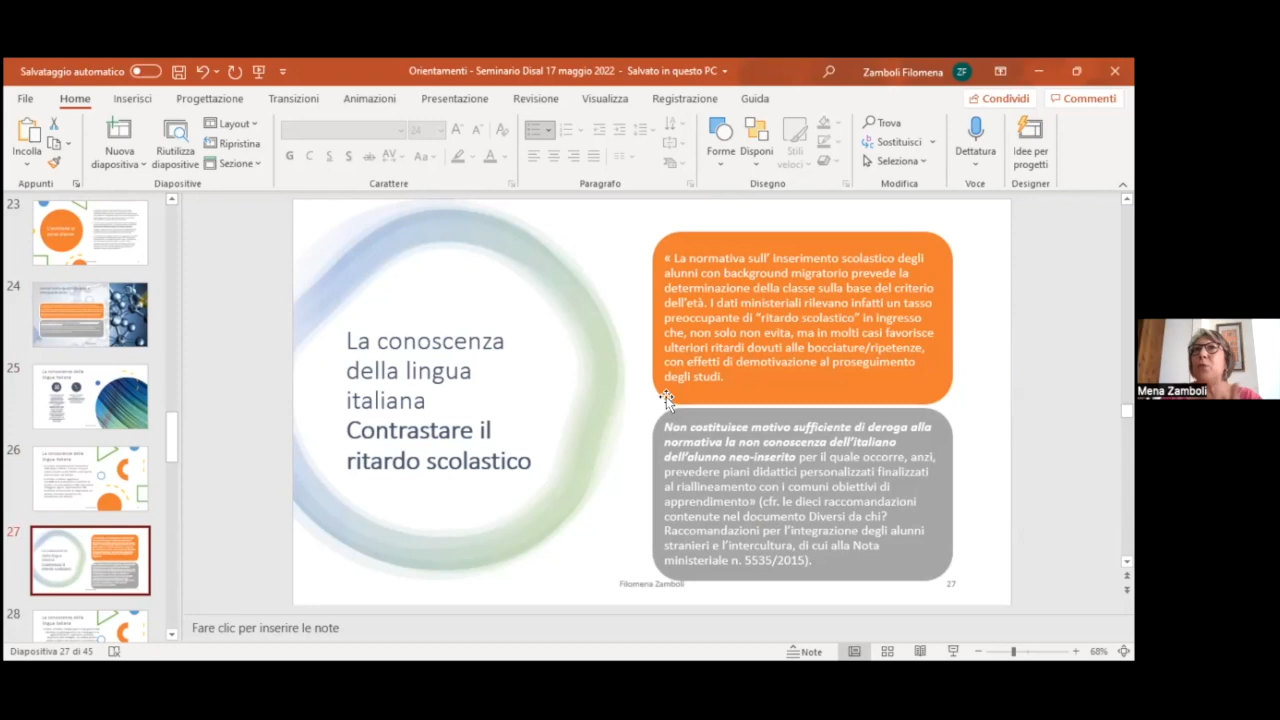 Salvataggio automatico
Orientamenti - Seminario Disal 17 maggio 2022 - Salvato in questo PC
Zamboli Filomena
ZF
File
Home
Inserisci
Progettazione
Transizioni
Animazioni
Presentazione
Revisione
Visualizza
Registrazione
Guida
Condividi
Commenti
Incolla
Appunti
Nuova
diapositiva
Riutilizza
diapositive
Layout
Ripristina
Sezione
Diapositive
24
G C S S ab AV Aa A
Carattere
Paragrafo
Forme
Disponi
Stili
veloci
Disegno
Trova
Sostituisci
Seleziona
Modifica
Dettatura
Voce
Idee per
progetti
Designer
23
24
25
26
27
28
La conoscenza
della lingua
italiana
Contrastare il
ritardo scolastico
« La normativa sull' inserimento scolastico degli
alunni con background migratorio prevede la
determinazione della classe sulla base del criterio
dell'età. I dati ministeriali rilevano infatti un tasso
preoccupante di "ritardo scolastico" in ingresso
che, non solo non evita, ma in molti casi favorisce
ulteriori ritardi dovuti alle bocciature/ripetenze,
con effetti di demotivazione al proseguimento
degli studi.
Non costituisce motivo sufficiente di deroga alla
normativa la non conoscenza dell'italiano
dell'alunno neo-inserito per il quale occorre, anzi,
prevedere piani didattici personalizzati finalizzati
al riallineamento con i comuni obiettivi di
apprendimento» (cfr. le dieci raccomandazioni
contenute nel documento Diversi da chi?
Raccomandazioni per l'integrazione degli alunni
stranieri e l'intercultura, di cui alla Nota
ministeriale n. 5535/2015).
Filomena Zamboli
27
Fare clic per inserire le note
Diapositiva 27 di 45
Note
68%
Mena Zamboli